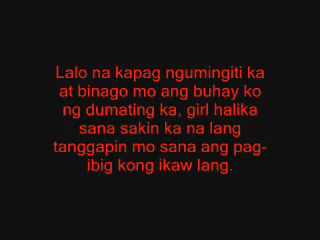 Lalo na kapag ngumingiti ka
at binago mo ang buhay ko
ng dumating ka, girl halika
sana sakin ka na lang
tanggapin mo sana ang pag-
ibig kong ikaw lang.